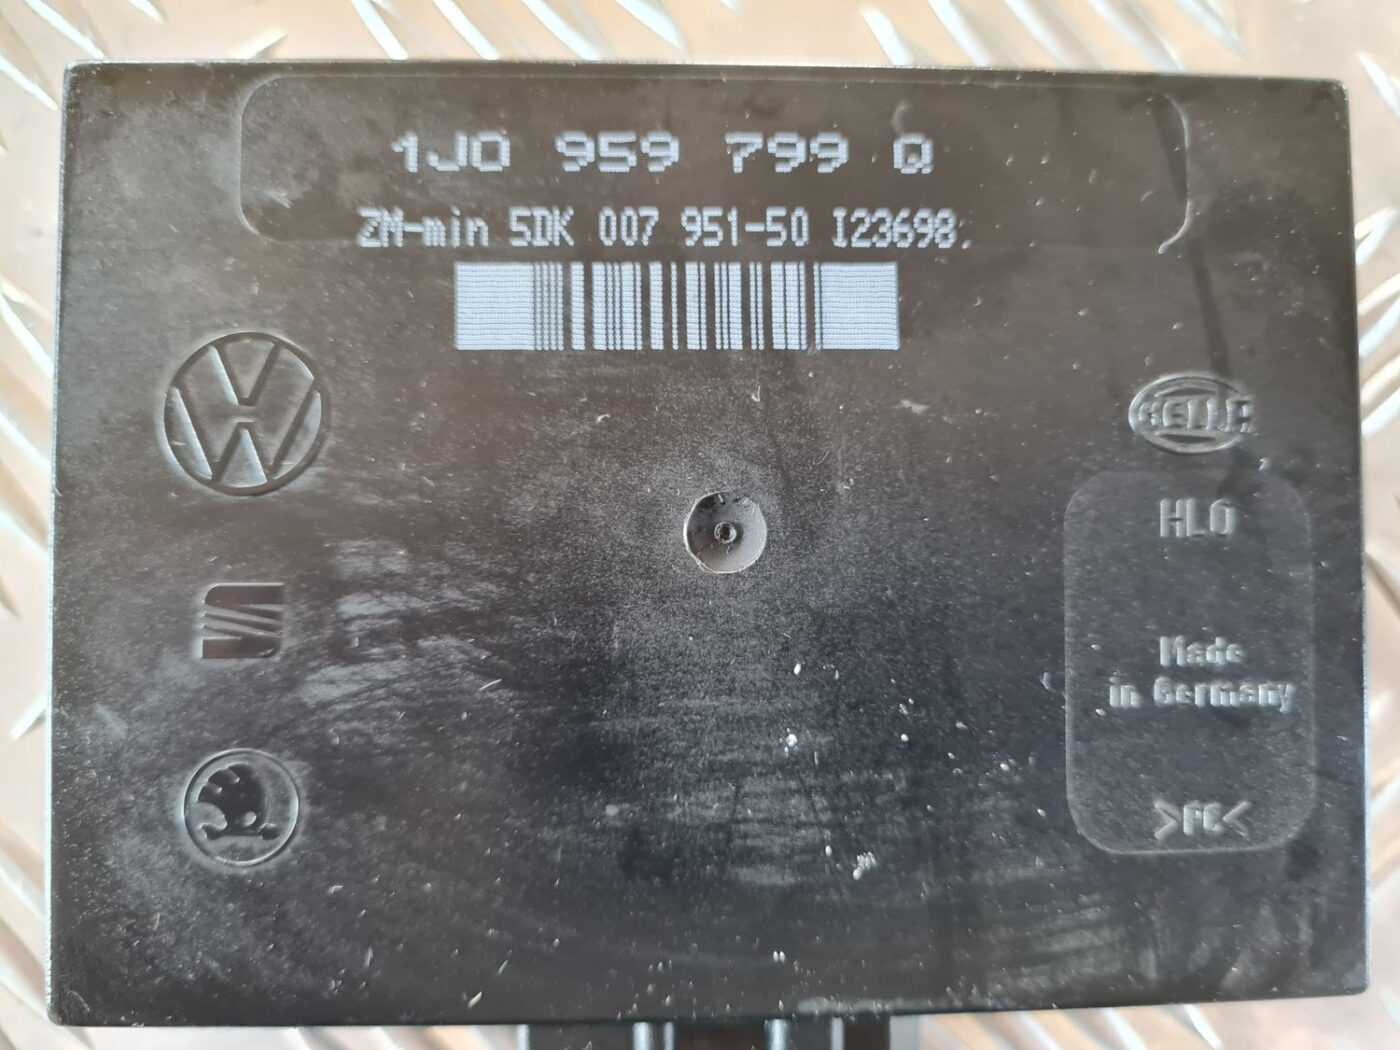 1J0 959 799 Q
ZM-min 5DK 007 951-50 I23698.
HELLA
HLO
Made
in Germany
>PC<